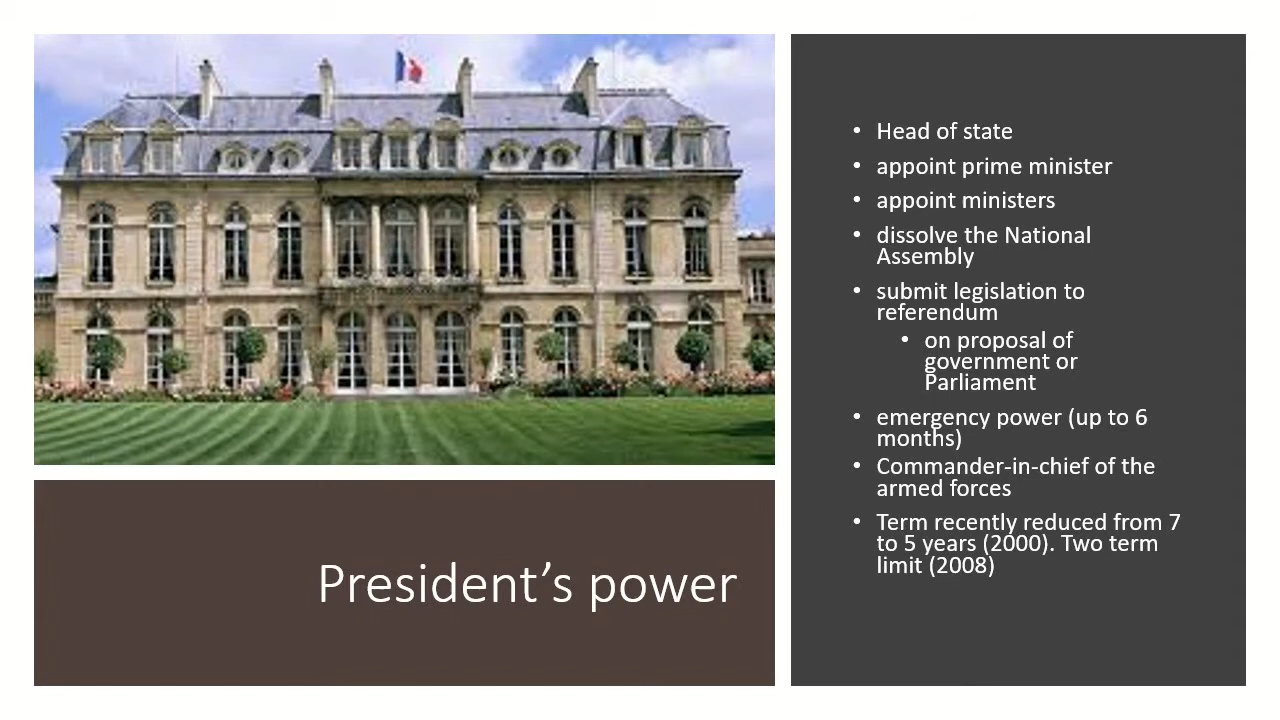 • Head of state
• appoint prime minister
• appoint ministers
• dissolve the National
Assembly
• submit legislation to
referendum
• on proposal of
government or
Parliament
• emergency power (up to 6
months)
• Commander-in-chief of the
armed forces
• Term recently reduced from 7
to 5 years (2000). Two term
limit (2008)
President’s power